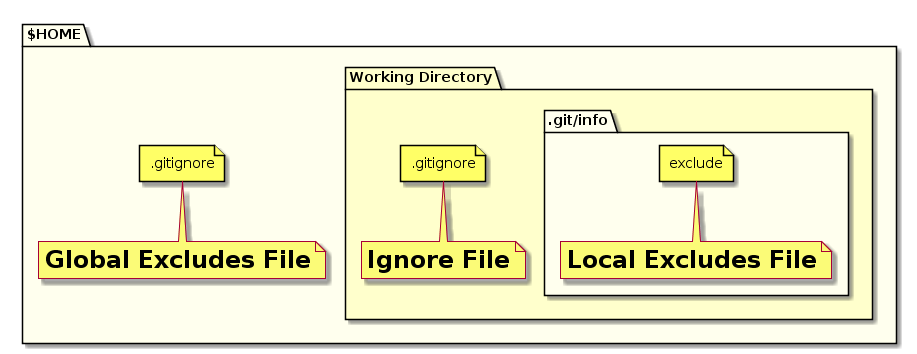 $HOME
Working Directory
.git/info
.gitignore
.gitignore
exclude
Global Excludes File
Ignore File
Local Excludes File